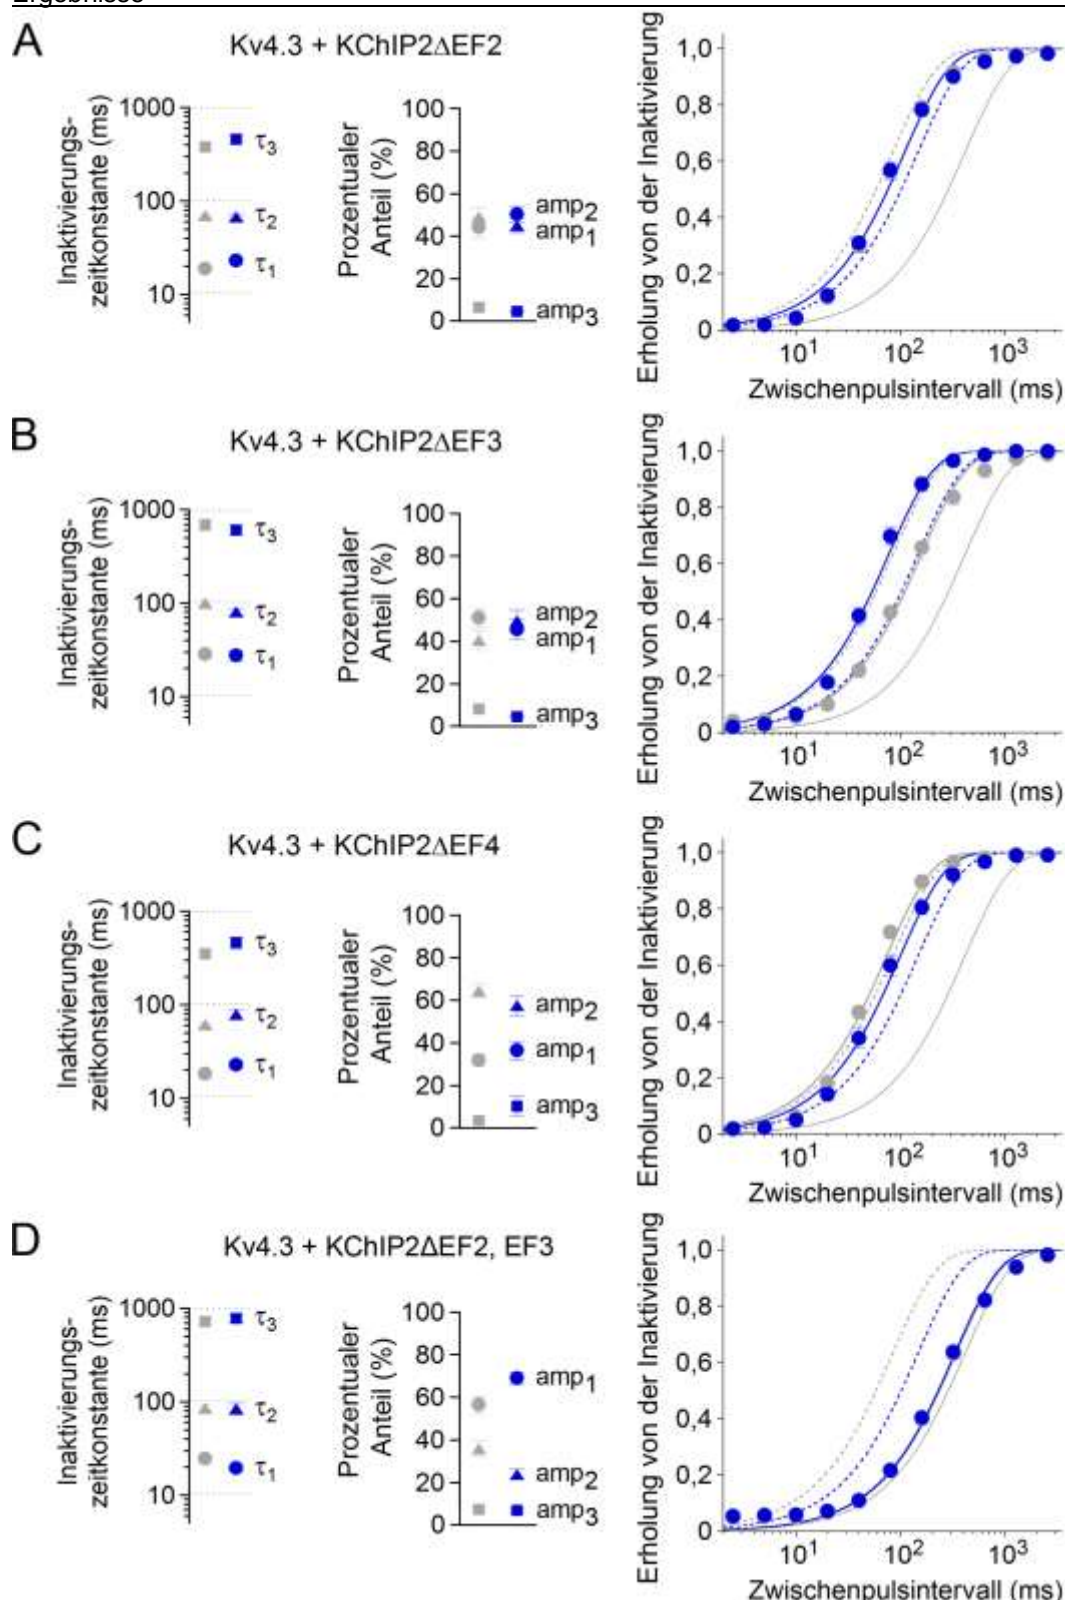 Ergebnisse
A
Kv4.3 + KChIP2ΔEF2
Inaktivierungs-
zeitkonstante (ms)
1000
100
10
τ3
τ2
τ1
Prozentualer
Anteil (%)
100
80
60
40
20
0
amp2
amp1
amp3
Erholung von der Inaktivierung
1,0
0,8
0,6
0,4
0,2
0
10¹
10²
10³
Zwischenpulsintervall (ms)
B
Kv4.3 + KChIP2ΔEF3
Inaktivierungs-
zeitkonstante (ms)
1000
100
10
τ3
τ2
τ1
Prozentualer
Anteil (%)
100
80
60
40
20
0
amp2
amp1
amp3
Erholung von der Inaktivierung
1,0
0,8
0,6
0,4
0,2
0
10¹
10²
10³
Zwischenpulsintervall (ms)
C
Kv4.3 + KChIP2ΔEF4
Inaktivierungs-
zeitkonstante (ms)
1000
100
10
τ3
τ2
τ1
Prozentualer
Anteil (%)
100
80
60
40
20
0
amp2
amp1
amp3
Erholung von der Inaktivierung
1,0
0,8
0,6
0,4
0,2
0
10¹
10²
10³
Zwischenpulsintervall (ms)
D
Kv4.3 + KChIP2ΔEF2, EF3
Inaktivierungs-
zeitkonstante (ms)
1000
100
10
τ3
τ2
τ1
Prozentualer
Anteil (%)
100
80
60
40
20
0
amp1
amp2
amp3
Erholung von der Inaktivierung
1,0
0,8
0,6
0,4
0,2
0
10¹
10²
10³
Zwischenpulsintervall (ms)